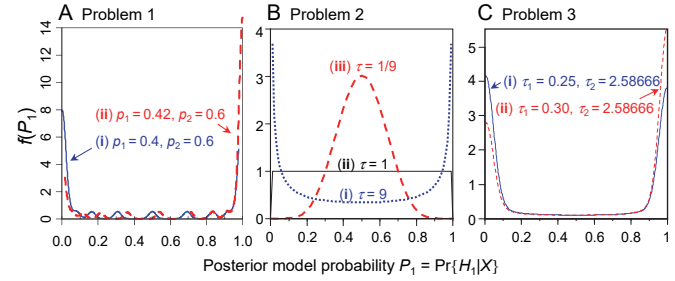 A Problem 1
B Problem 2
C Problem 3
f(P₁)
14
12
10
8
6
4
2
0
(ii) p₁ = 0.42, p₂ = 0.6
(i) p₁ = 0.4, p₂ = 0.6
0.0 0.2 0.4 0.6 0.8 1.0
4
3
2
1
0
(iii) τ = 1/9
(ii) τ = 1
(i) τ = 9
0.0 0.2 0.4 0.6 0.8 1.0
5
4
3
2
1
0
(i) τ₁ = 0.25, τ₂ = 2.58666
(ii) τ₁ = 0.30, τ₂ = 2.58666
0.0 0.2 0.4 0.6 0.8 1
Posterior model probability P₁ = Pr{H₁|X}